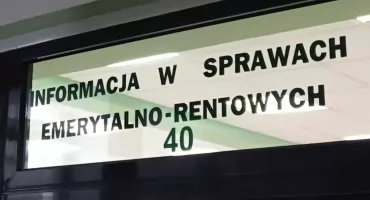 INFORMACJA W SPRAWACH
EMERYTALNO-RENTOWYCH
40